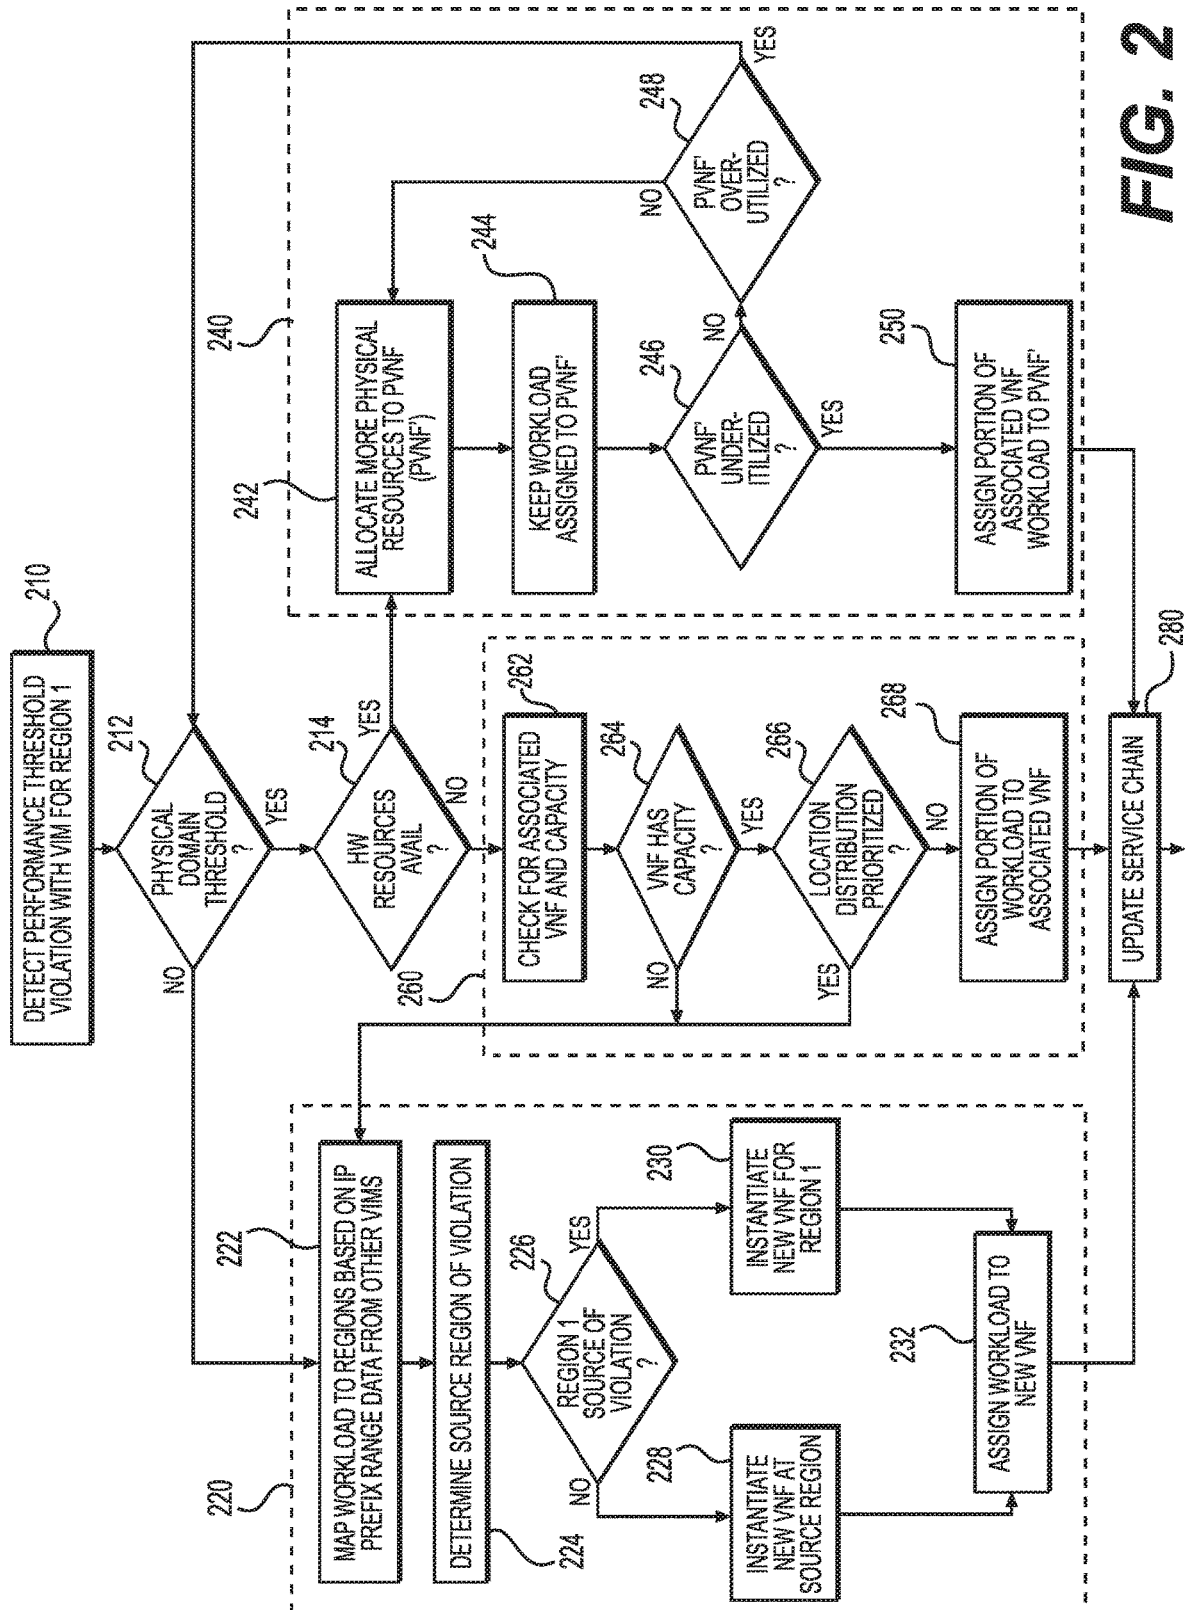 210
DETECT PERFORMANCE THRESHOLD
VIOLATION WITH VIM FOR REGION 1
212
PHYSICAL
DOMAIN
THRESHOLD
?
NO
YES
214
HW
RESOURCES
AVAIL
?
YES
NO
220
222
MAP WORKLOAD TO REGIONS BASED ON IP
PREFIX RANGE DATA FROM OTHER VIMS
DETERMINE SOURCE REGION OF VIOLATION
224
226
REGION 1
SOURCE OF
VIOLATION
?
NO
YES
228
INSTANTIATE
NEW VNF AT
SOURCE REGION
230
INSTANTIATE
NEW VNF FOR
REGION 1
232
ASSIGN WORKLOAD TO
NEW VNF
260
262
CHECK FOR ASSOCIATED
VNF AND CAPACITY
264
VNF HAS
CAPACITY
?
NO
YES
266
LOCATION
DISTRIBUTION
PRIORITIZED
?
YES
NO
268
ASSIGN PORTION OF
WORKLOAD TO
ASSOCIATED VNF
240
242
ALLOCATE MORE PHYSICAL
RESOURCES TO PVNF
(PVNF')
244
KEEP WORKLOAD
ASSIGNED TO PVNF'
246
PVNF'
UNDER-
ITILIZED
?
NO
YES
248
PVNF'
OVER-
UTILIZED
?
NO
YES
250
ASSIGN PORTION OF
ASSOCIATED VNF
WORKLOAD TO PVNF'
280
UPDATE SERVICE CHAIN
FIG. 2